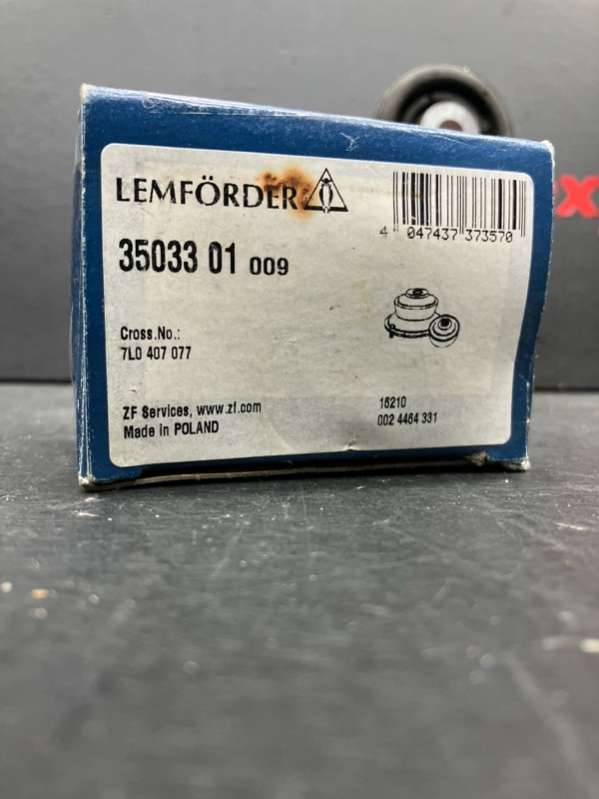 LEMFÖRDER
4 047437 373570
35033 01 009
Cross.No.:
7L0 407 077
ZF Services, www.zf.com
Made in POLAND
16210
002 4464 331